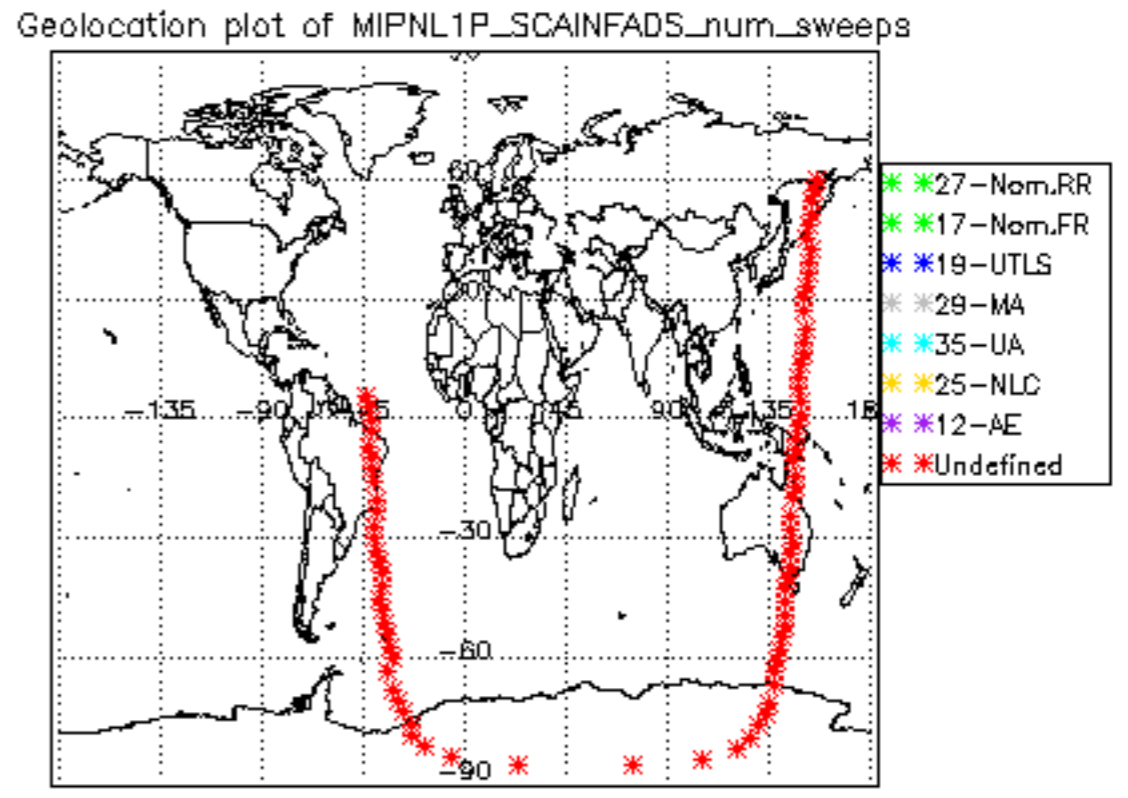 Geolocation plot of MIPNL1P_SCAINFADS_num_sweeps
60
27-Nom.RR
17-Nom.FR
19-UTLS
29-MA
35-UA
25-NLC
12-AE
Undefined
-135 -90 0 45 90 135
-30
-60
-90